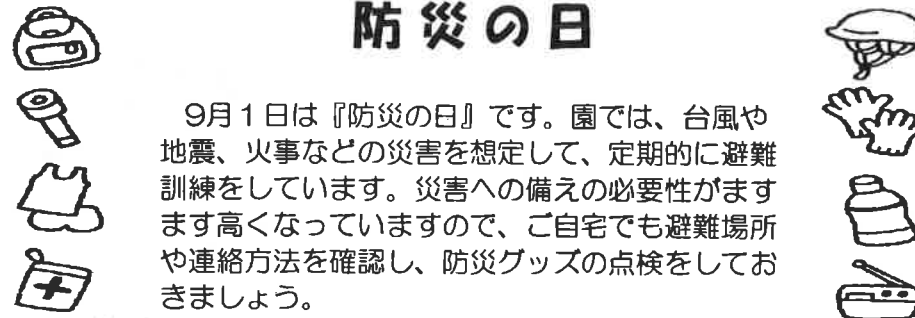 防災の日
9月1日は『防災の日』です。園では、台風や
地震、火事などの災害を想定して、定期的に避難
訓練をしています。災害への備えの必要性がます
ます高くなっていますので、ご自宅でも避難場所
や連絡方法を確認し、防災グッズの点検をしてお
きましょう。